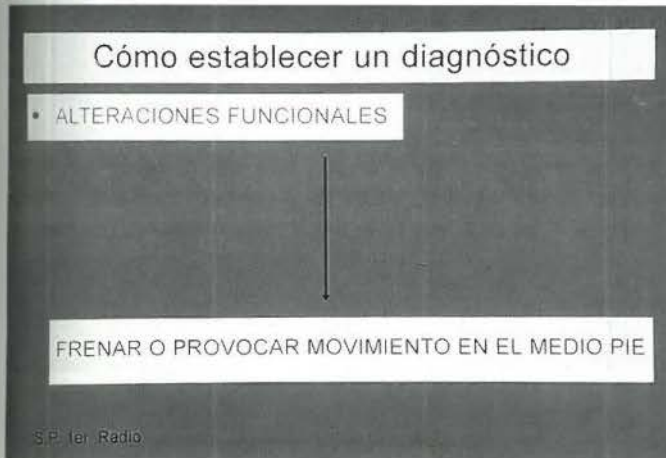 Cómo establecer un diagnóstico
• ALTERACIONES FUNCIONALES
FRENAR O PROVOCAR MOVIMIENTO EN EL MEDIO PIE
S.P. 1er Radio